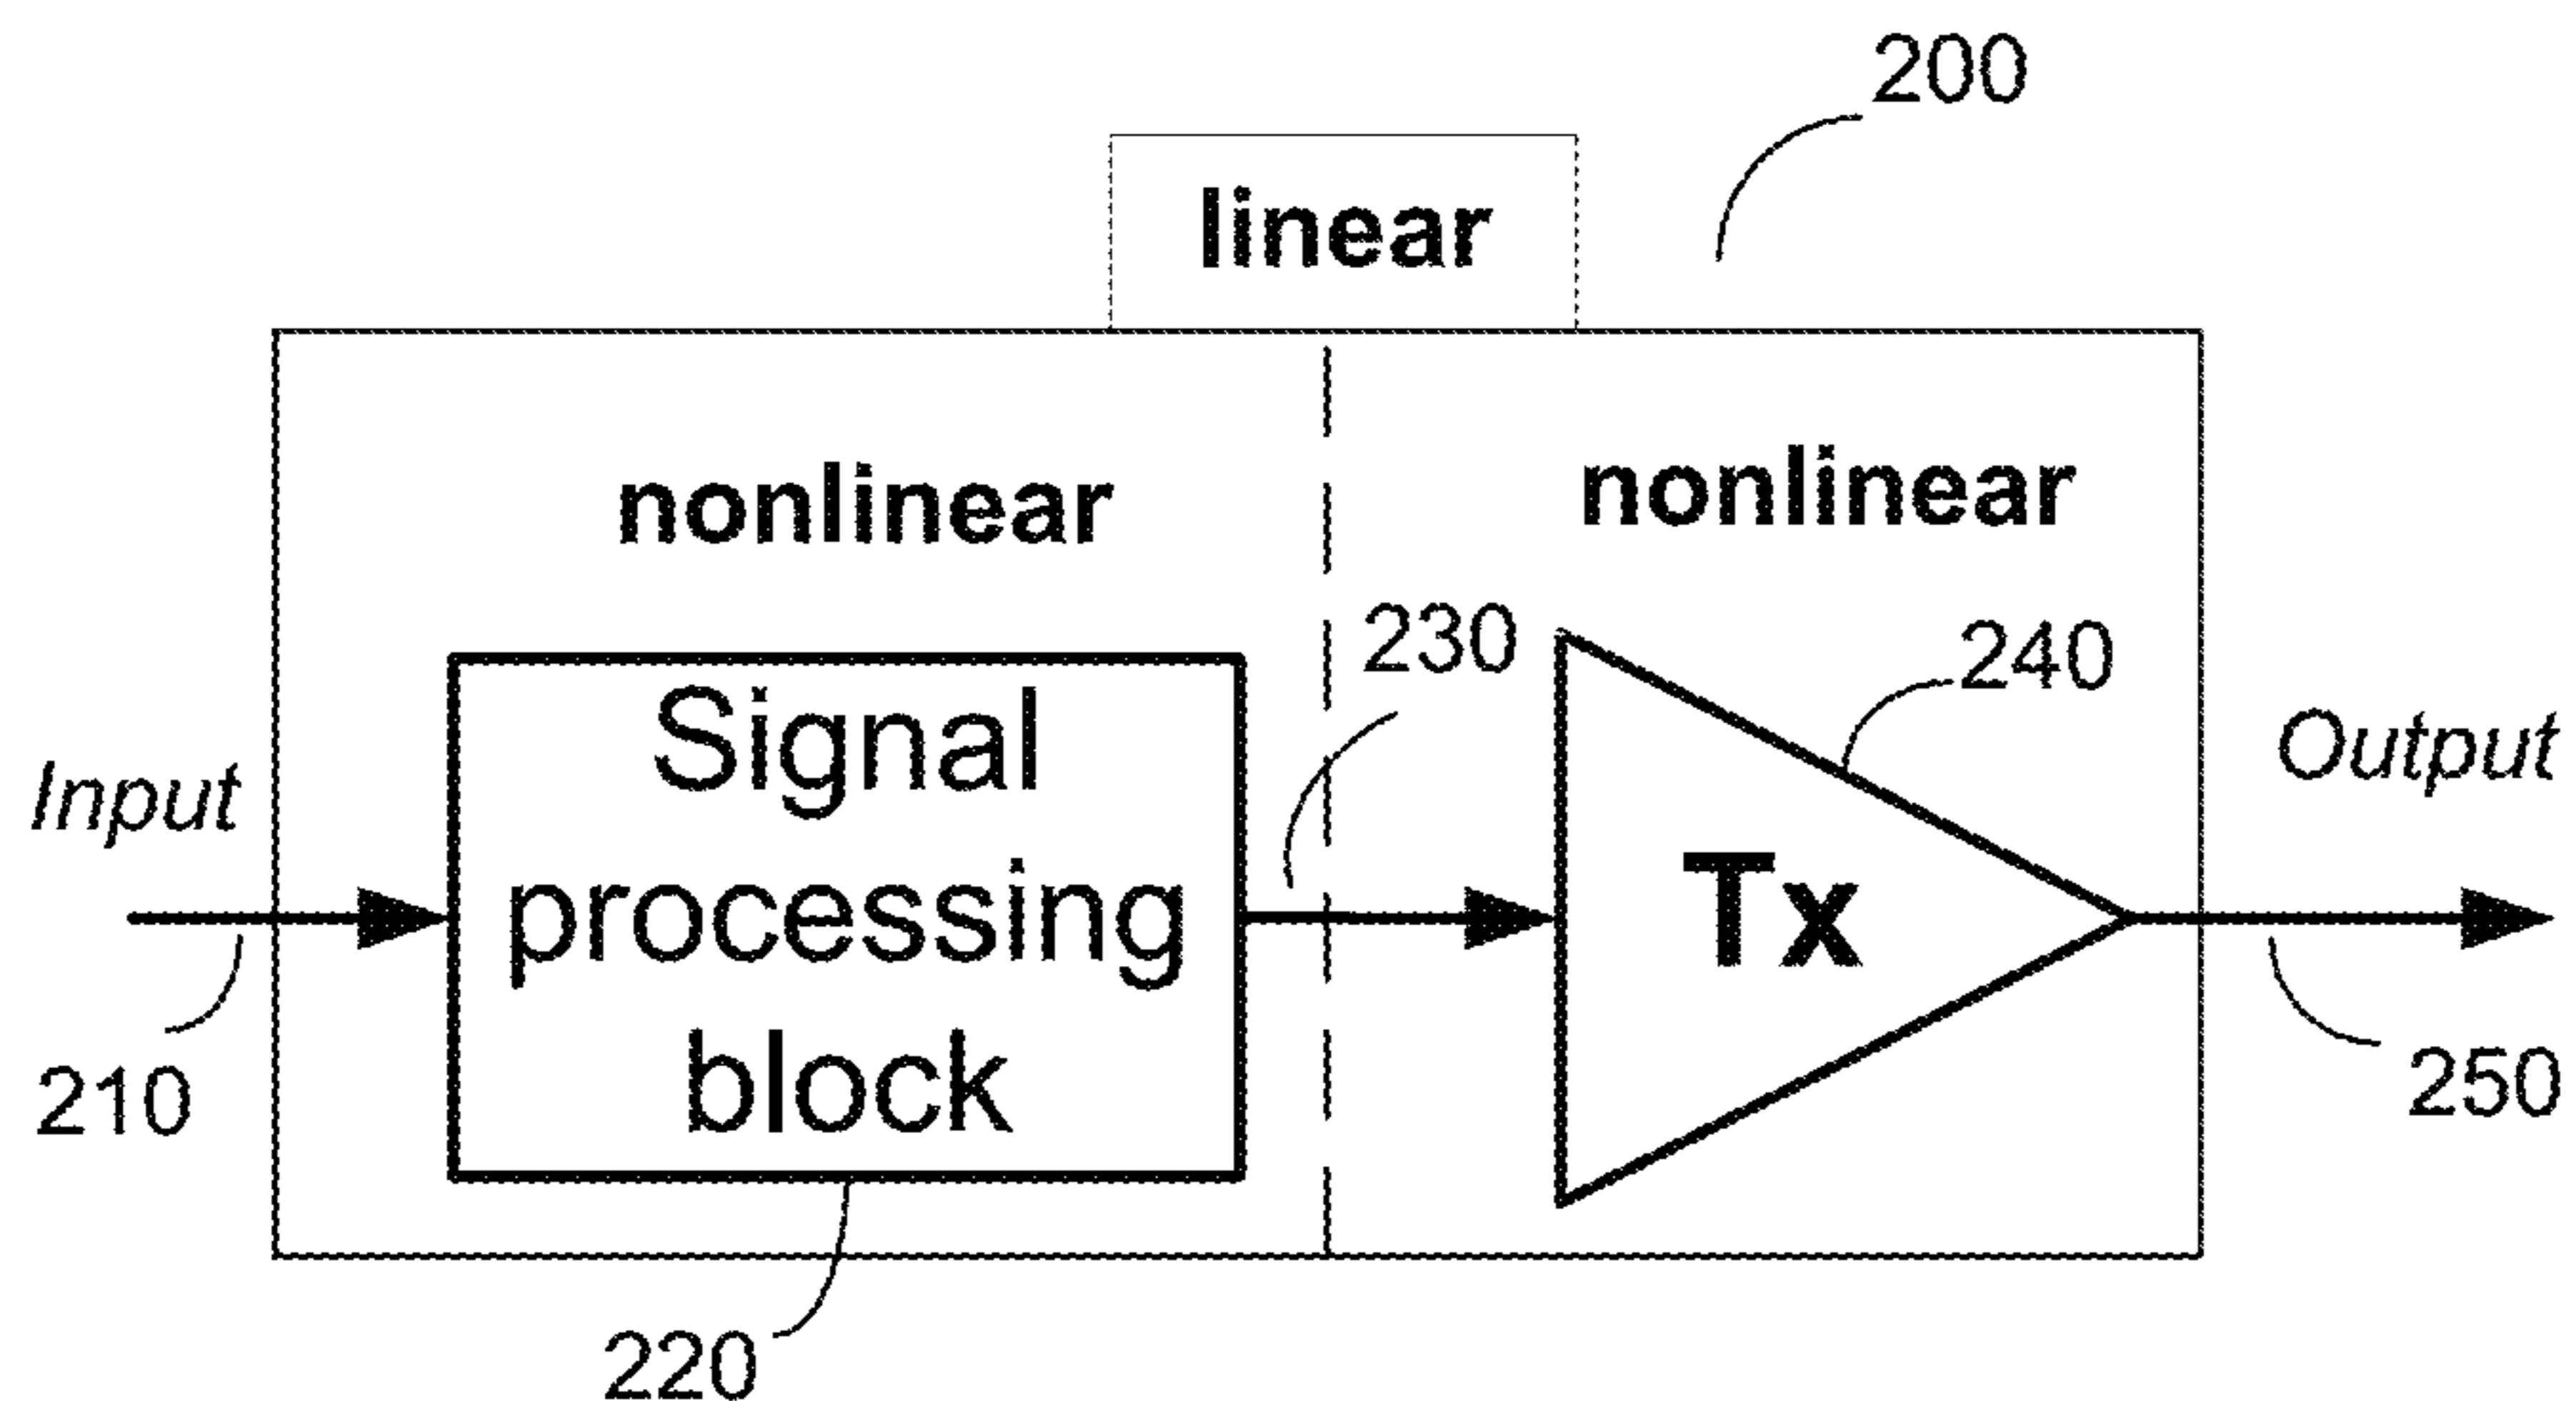 200
linear
nonlinear
nonlinear
230
240
Input
Signal
processing
block
Tx
Output
210
250
220